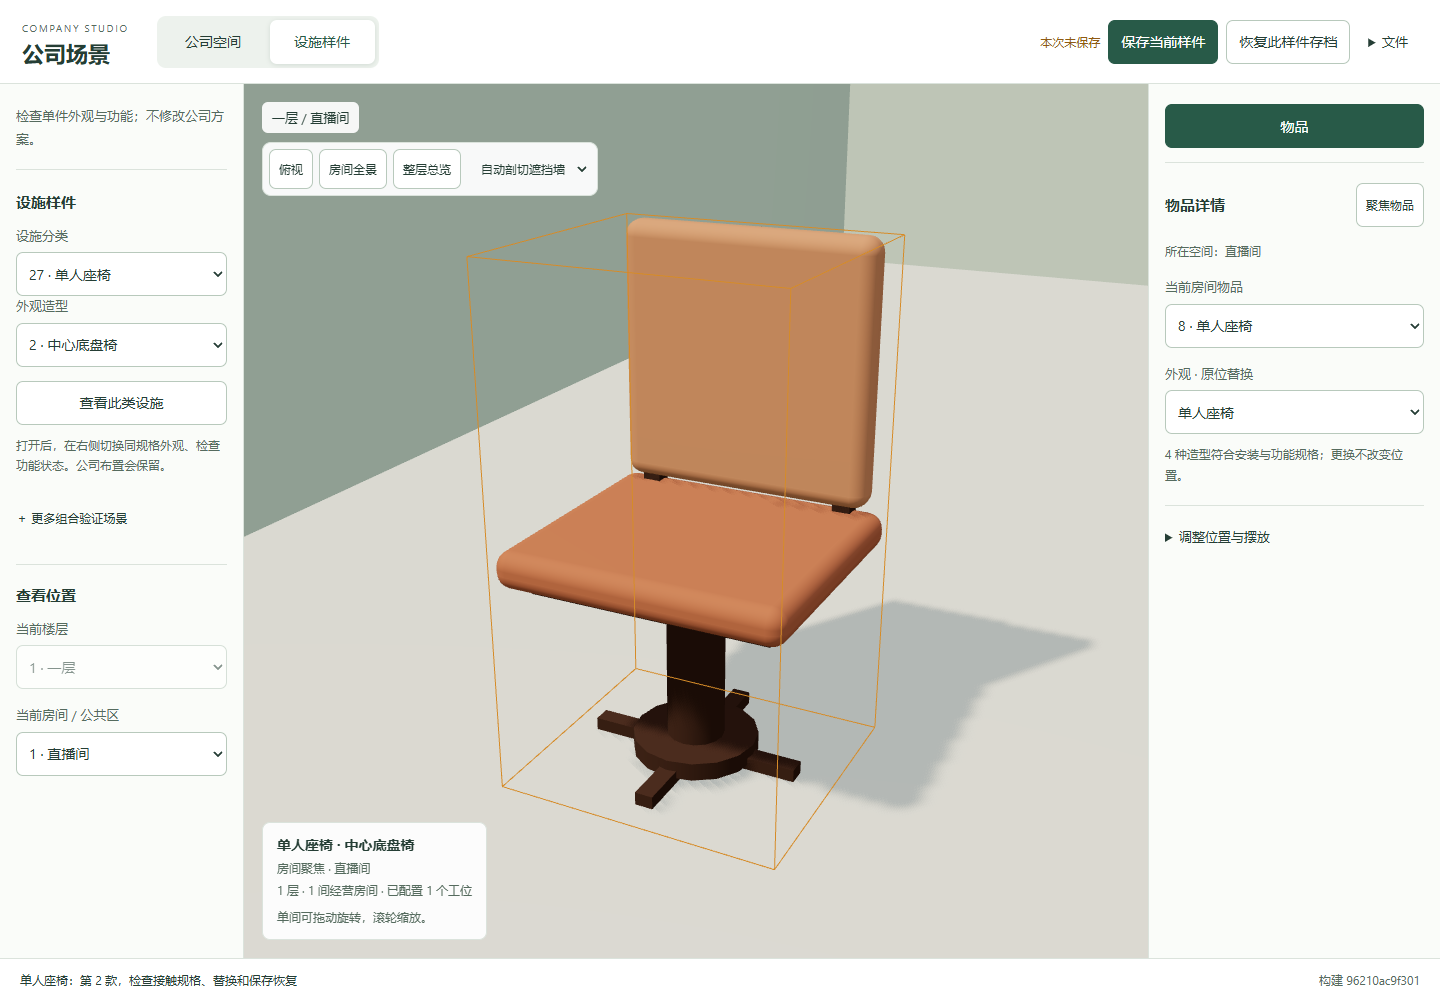 COMPANY STUDIO
公司场景
公司空间
设施样件
本次未保存
保存当前样件
恢复此样件存档
▶ 文件
检查单件外观与功能；不修改公司方
案。
设施样件
设施分类
27 · 单人座椅
外观造型
2 · 中心底盘椅
查看此类设施
打开后，在右侧切换同规格外观、检查
功能状态。公司布置会保留。
+ 更多组合验证场景
查看位置
当前楼层
1 · 一层
当前房间 / 公共区
1 · 直播间
一层 / 直播间
俯视
房间全景
整层总览
自动剖切遮挡墙
单人座椅 · 中心底盘椅
房间聚焦 · 直播间
1 层 · 1 间经营房间 · 已配置 1 个工位
单间可拖动旋转，滚轮缩放。
物品
物品详情
聚焦物品
所在空间：直播间
当前房间物品
8 · 单人座椅
外观 · 原位替换
单人座椅
4 种造型符合安装与功能规格；更换不改变位
置。
▶ 调整位置与摆放
单人座椅：第 2 款，检查接触规格、替换和保存恢复
构建 96210ac9f301